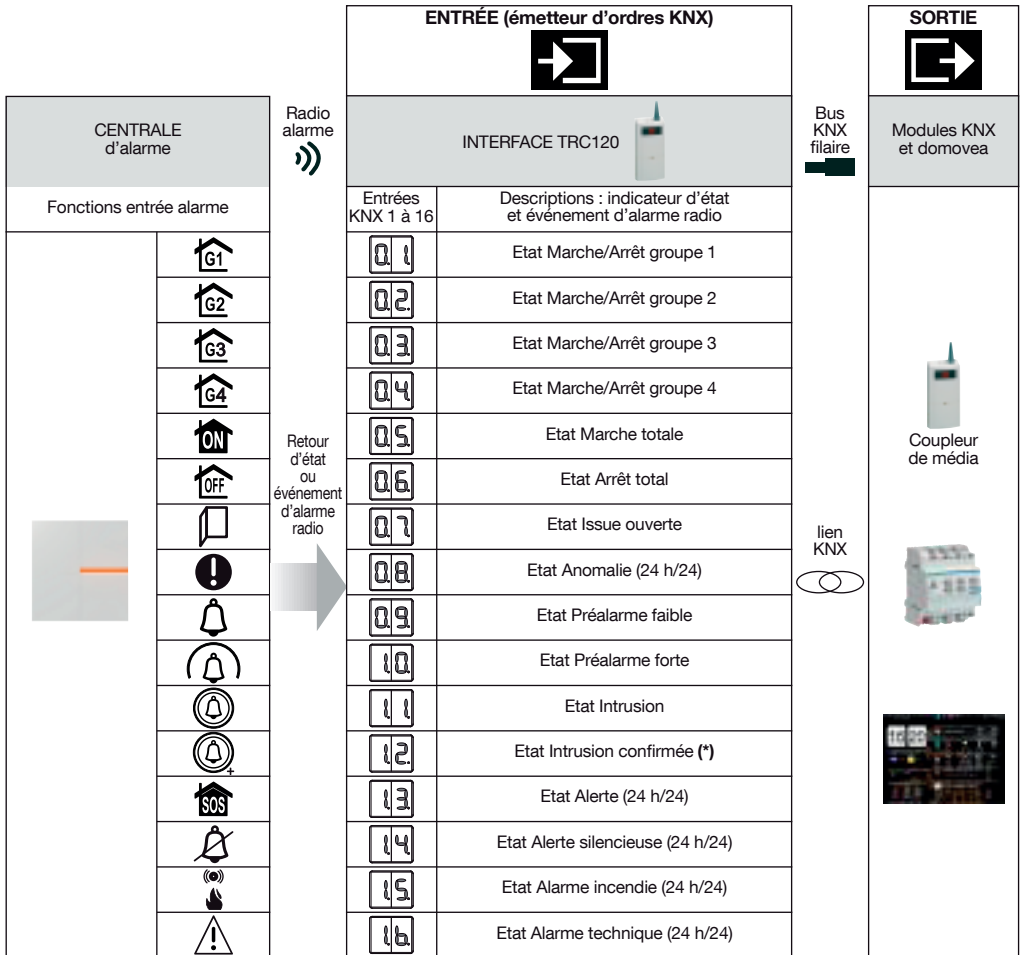 ENTRÉE (émetteur d'ordres KNX)
SORTIE
CENTRALE
d'alarme
Radio
alarme
INTERFACE TRC120
Bus
KNX
filaire
Modules KNX
et domovea
Fonctions entrée alarme
Entrées
KNX 1 à 16
Descriptions : indicateur d'état
et événement d'alarme radio
G1
0.1
Etat Marche/Arrêt groupe 1
G2
0.2.
Etat Marche/Arrêt groupe 2
G3
0.3.
Etat Marche/Arrêt groupe 3
G4
0.4.
Etat Marche/Arrêt groupe 4
ON
0.5.
Etat Marche totale
OFF
0.6.
Etat Arrêt total
0.7.
Etat Issue ouverte
0.8.
Etat Anomalie (24 h/24)
0.9.
Etat Préalarme faible
1.0.
Etat Préalarme forte
1.1
Etat Intrusion
+
1.2.
Etat Intrusion confirmée (*)
SOS
1.3.
Etat Alerte (24 h/24)
1.4.
Etat Alerte silencieuse (24 h/24)
1.5.
Etat Alarme incendie (24 h/24)
1.6.
Etat Alarme technique (24 h/24)
Retour
d'état
ou
événement
d'alarme
radio
lien
KNX
Coupleur
de média